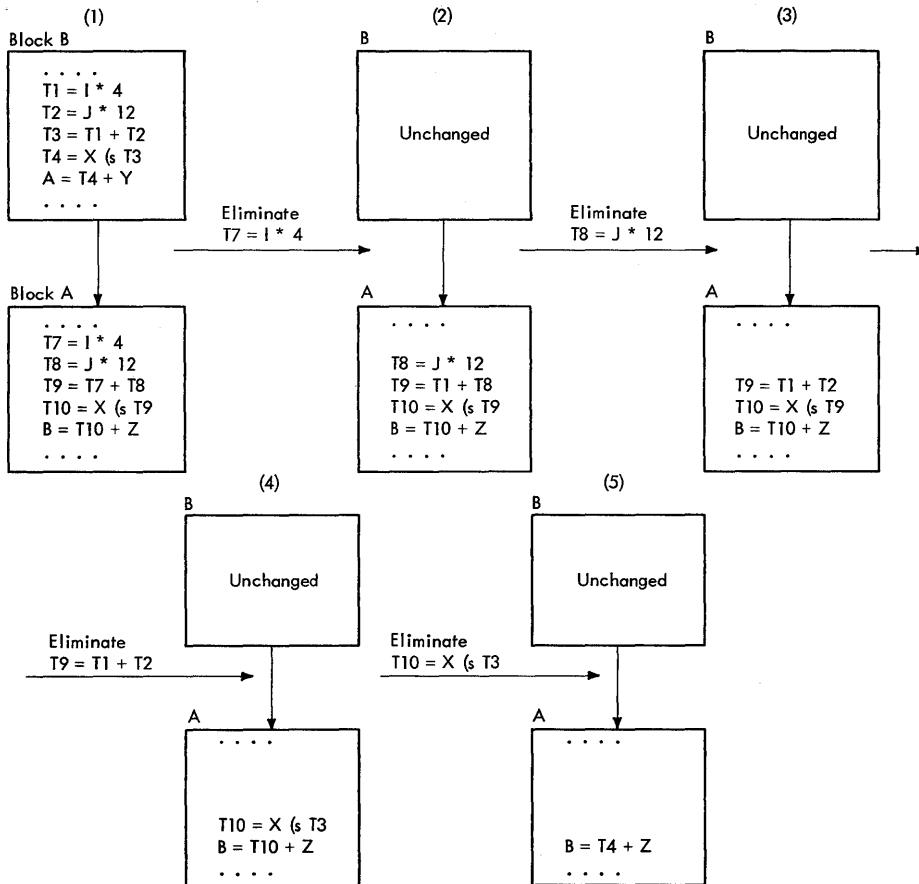 (1)
Block B
. . . .
T1 = I * 4
T2 = J * 12
T3 = T1 + T2
T4 = X (s T3
A = T4 + Y
. . . .
Eliminate
T7 = I * 4
Block A
. . . .
T7 = I * 4
T8 = J * 12
T9 = T7 + T8
T10 = X (s T9
B = T10 + Z
. . . .
(2)
B
Unchanged
Eliminate
T8 = J * 12
A
. . . .
T8 = J * 12
T9 = T1 + T8
T10 = X (s T9
B = T10 + Z
. . . .
(3)
B
Unchanged
A
. . . .
T9 = T1 + T2
T10 = X (s T9
B = T10 + Z
. . . .
Eliminate
T9 = T1 + T2
(4)
B
Unchanged
A
. . . .
T10 = X (s T3
B = T10 + Z
. . . .
Eliminate
T10 = X (s T3
(5)
B
Unchanged
A
. . . .
B = T4 + Z
. . . .